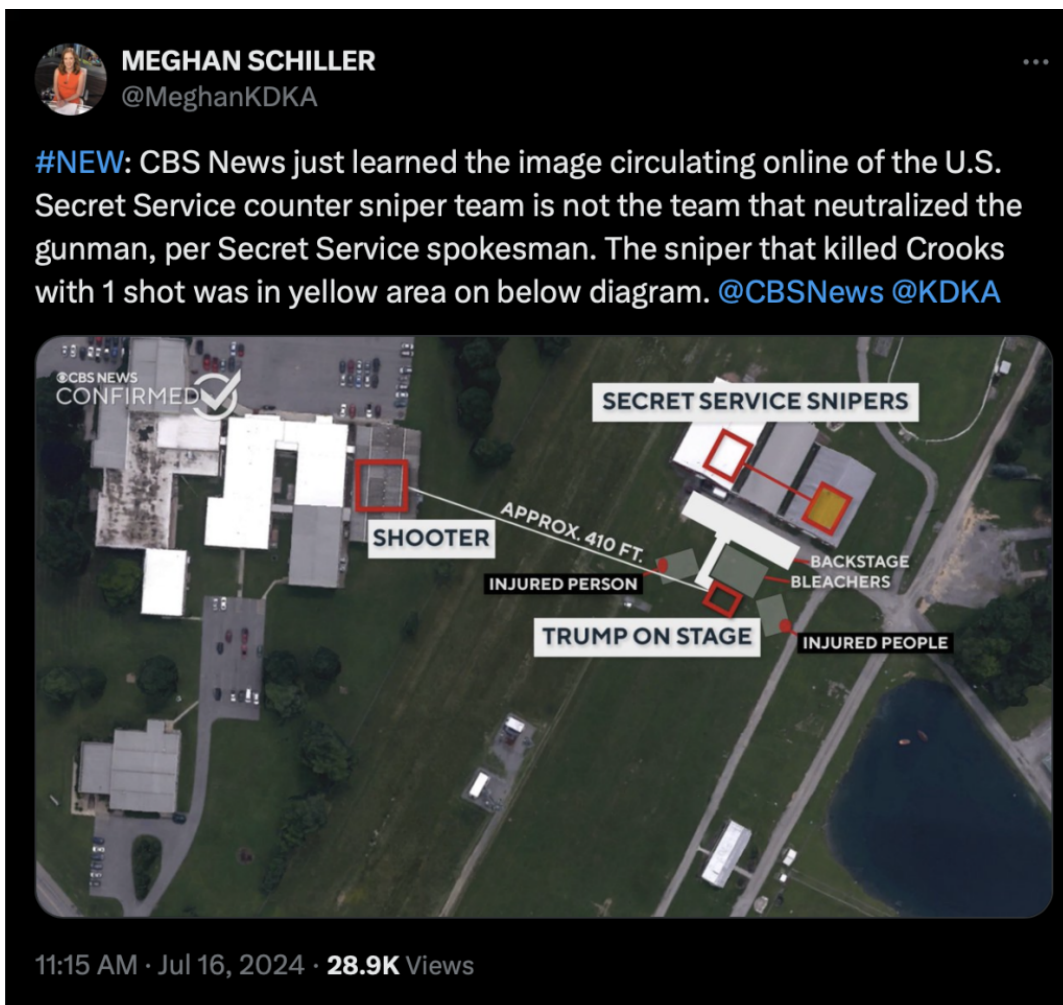 MEGHAN SCHILLER
@MeghanKDKA
#NEW: CBS News just learned the image circulating online of the U.S.
Secret Service counter sniper team is not the team that neutralized the
gunman, per Secret Service spokesman. The sniper that killed Crooks
with 1 shot was in yellow area on below diagram. @CBSNews @KDKA
CBS NEWS
CONFIRMED
SECRET SERVICE SNIPERS
SHOOTER
APPROX. 410 FT.
INJURED PERSON
BACKSTAGE
BLEACHERS
TRUMP ON STAGE
INJURED PEOPLE
11:15 AM · Jul 16, 2024 · 28.9K Views